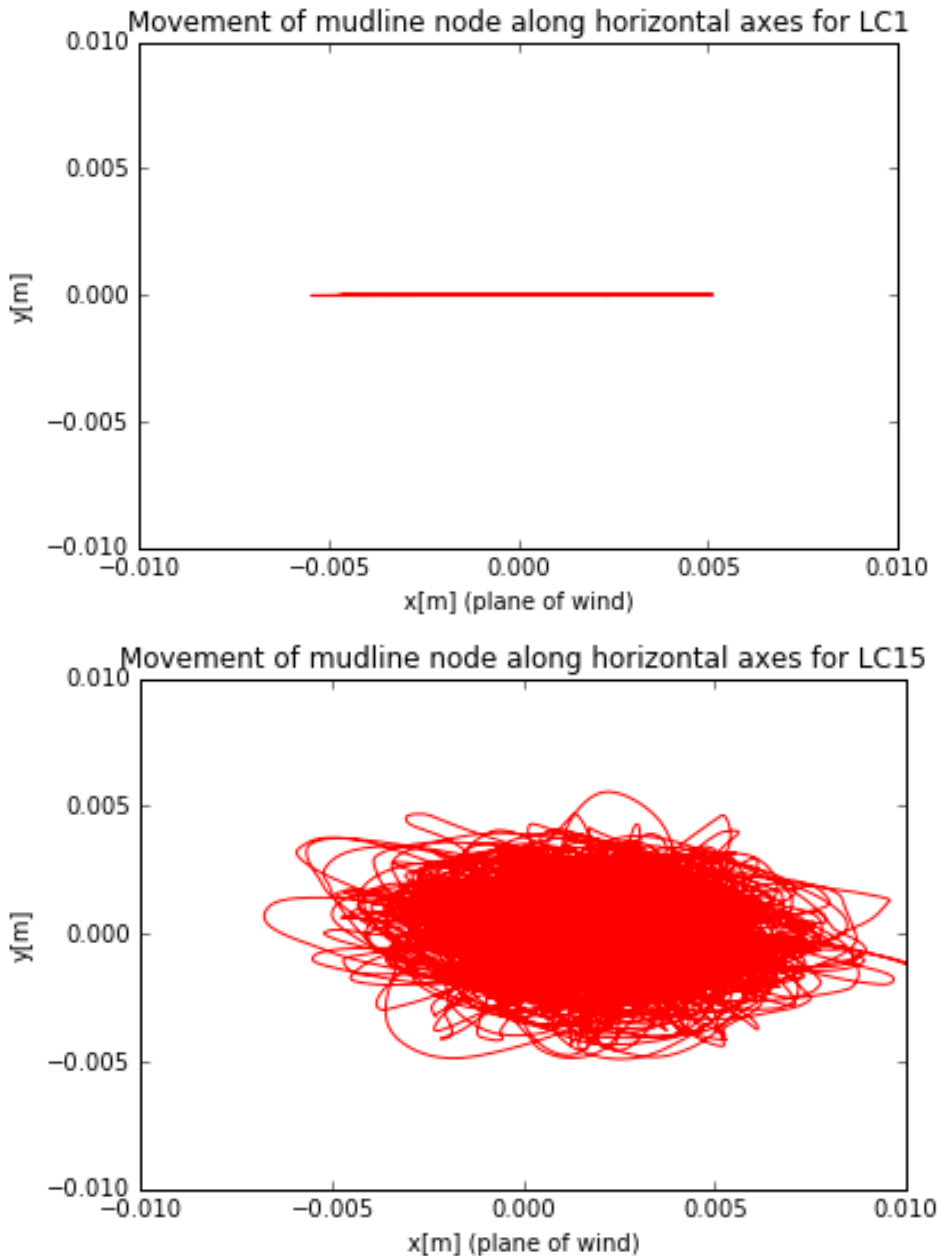 Movement of mudline node along horizontal axes for LC1
0.010
0.005
0.000
−0.005
−0.010
y[m]
−0.010 −0.005 0.000 0.005 0.010
x[m] (plane of wind)
Movement of mudline node along horizontal axes for LC15
0.010
0.005
0.000
−0.005
−0.010
y[m]
−0.010 −0.005 0.000 0.005 0.010
x[m] (plane of wind)